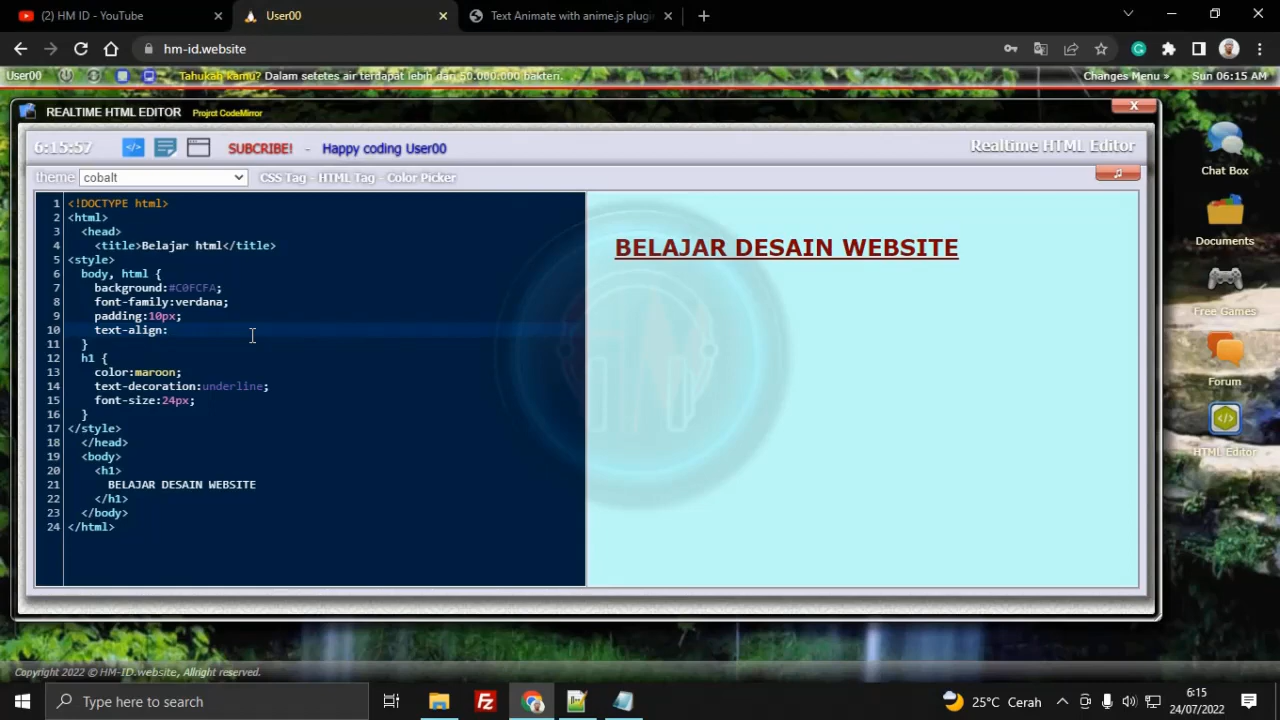 (2) HM ID - YouTube
User00
Text Animate with anime.js plugin
hm-id.website
User00
Tahukah kamu? Dalam setetes air terdapat lebih dari 50.000.000 bakteri.
Changes Menu »
Sun 06:15 AM
REALTIME HTML EDITOR
Projrct CodeMirror
X
6:15:57
</>
SUBCRIBE! - Happy coding User00
Realtime HTML Editor
theme
cobalt
CSS Tag - HTML Tag - Color Picker
1 <!DOCTYPE html>
2 <html>
3 <head>
4 <title>Belajar html</title>
5 <style>
6 body, html {
7 background:#C0FCFA;
8 font-family:verdana;
9 padding:10px;
10 text-align:
11 }
12 h1 {
13 color:maroon;
14 text-decoration:underline;
15 font-size:24px;
16 }
17 </style>
18 </head>
19 <body>
20 <h1>
21 BELAJAR DESAIN WEBSITE
22 </h1>
23 </body>
24 </html>
BELAJAR DESAIN WEBSITE
Chat Box
Documents
Free Games
Forum
</>
HTML Editor
Copyright 2022 © HM-ID.website, Allright reserved.
Type here to search
25°C Cerah
6:15
24/07/2022